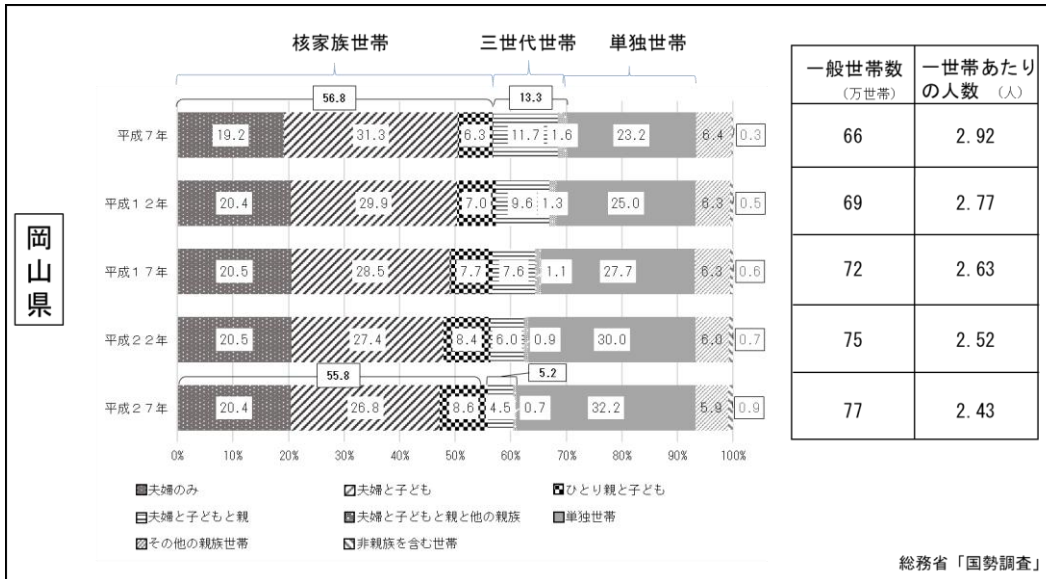 核家族世帯 三世代世帯 単独世帯
56.8 13.3
平成7年 19.2 31.3 6.3 11.7 1.6 23.2 6.4 0.3
平成12年 20.4 29.9 7.0 9.6 1.3 25.0 6.3 0.5
平成17年 20.5 28.5 7.7 7.6 1.1 27.7 6.3 0.6
平成22年 20.5 27.4 8.4 6.0 0.9 30.0 6.0 0.7
55.8 5.2
平成27年 20.4 26.8 8.6 4.5 0.7 32.2 5.9 0.9
0% 10% 20% 30% 40% 50% 60% 70% 80% 90% 100%
夫婦のみ 夫婦と子ども ひとり親と子ども
夫婦と子どもと親 夫婦と子どもと親と他の親族 単独世帯
その他の親族世帯 非親族を含む世帯
岡山県
一般世帯数 一世帯あたり
(万世帯) の人数 (人)
66 2.92
69 2.77
72 2.63
75 2.52
77 2.43
総務省「国勢調査」